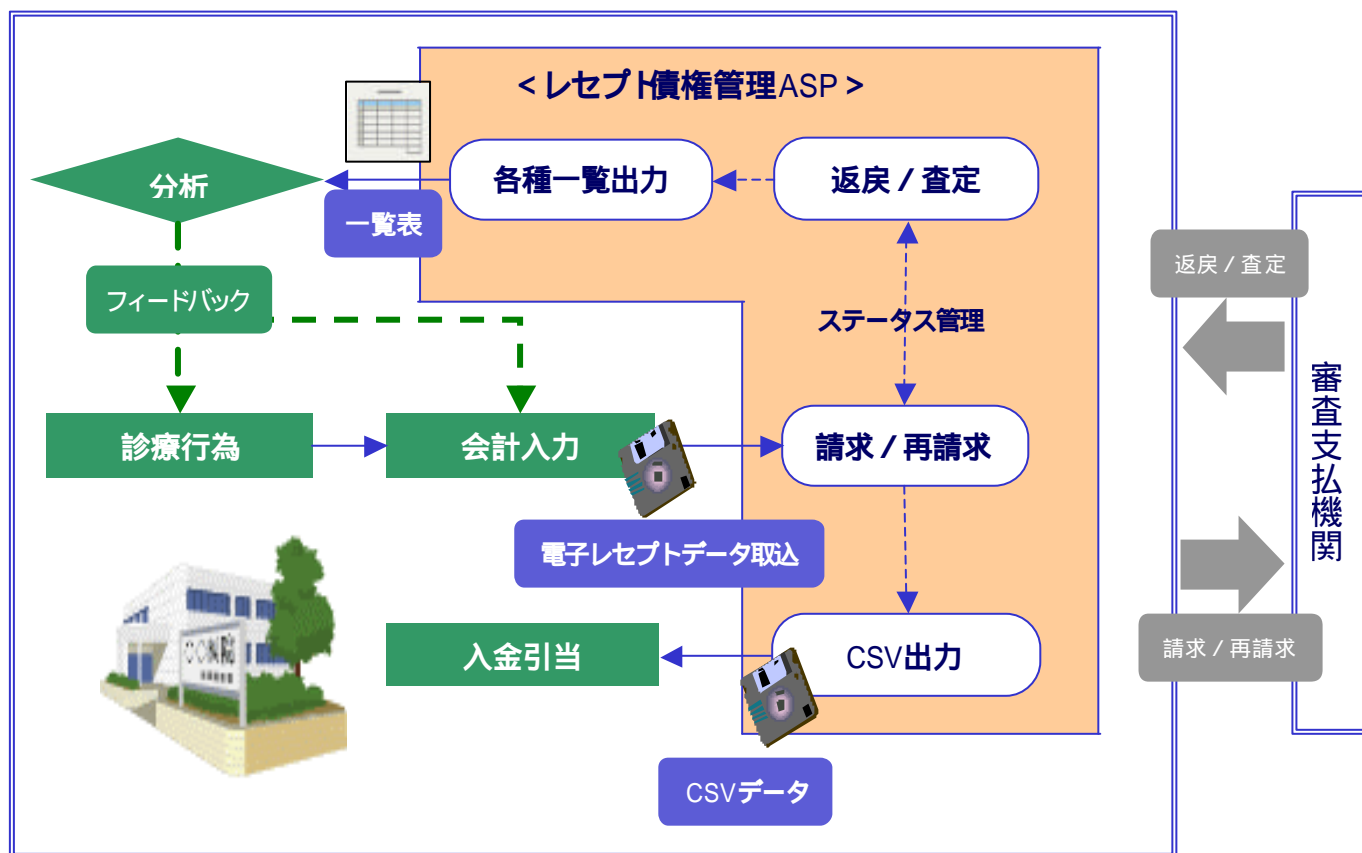 <レセプト債権管理ASP>
各種一覧出力
返戻/査定
分析
一覧表
返戻/査定
フィードバック
ステータス管理
審査支払機関
診療行為
会計入力
請求/再請求
電子レセプトデータ取込
入金引当
CSV出力
請求/再請求
CSVデータ